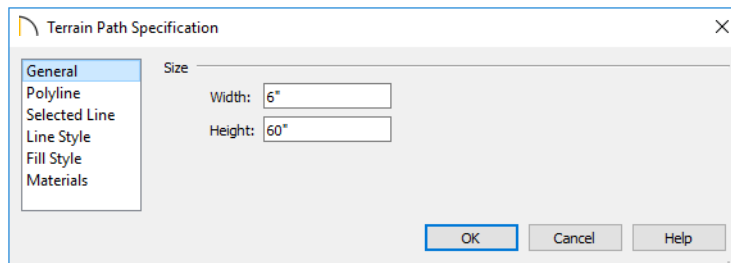 Terrain Path Specification
General
Polyline
Selected Line
Line Style
Fill Style
Materials
Size
Width: 6"
Height: 60"
OK Cancel Help